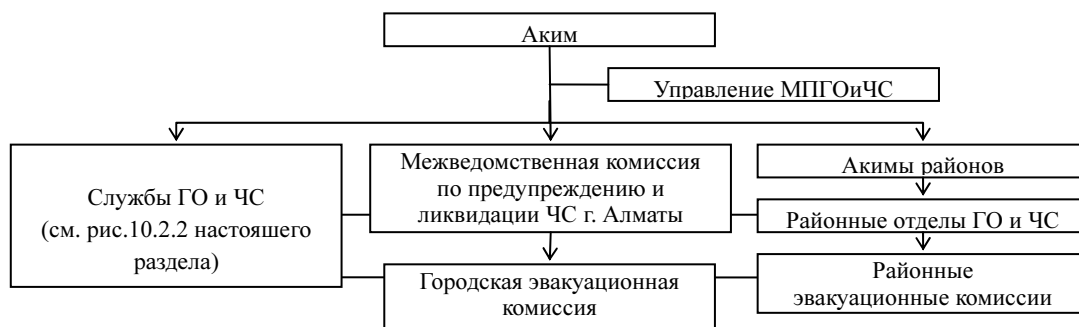 Аким
Управление МПГОиЧС
Службы ГО и ЧС
(см. рис.10.2.2 настояшего
раздела)
Межведомственная комиссия
по предупреждению и
ликвидации ЧС г. Алматы
Акимы районов
Районные отделы ГО и ЧС
Городская эвакуационная
комиссия
Районные
эвакуационные комиссии